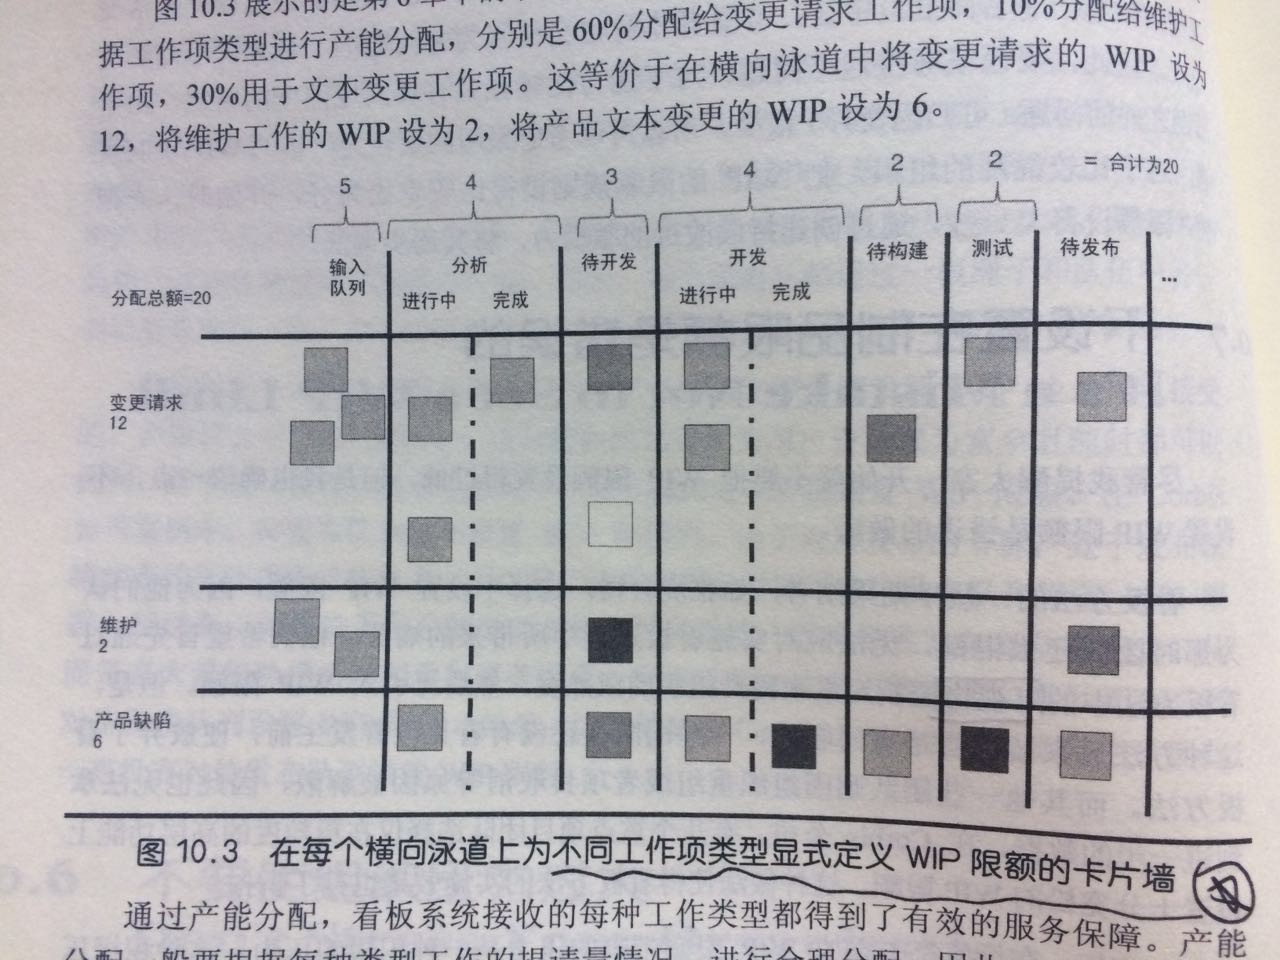 图 10.3 展示的是第
据工作项类型进行产能分配，分别是60%分配给变更请求工作项，10%分配给维护工
作项，30%用于文本变更工作项。这等价于在横向泳道中将变更请求的 WIP 设为
12，将维护工作的 WIP 设为 2，将产品文本变更的 WIP 设为 6。
5 4 3 4 2 2 = 合计为20
输入队列 分析 待开发 开发 待构建 测试 待发布 ...
分配总额=20 进行中 完成 进行中 完成
变更请求
12
维护
2
产品缺陷
6
图 10.3 在每个横向泳道上为不同工作项类型显式定义 WIP 限额的卡片墙
通过产能分配，看板系统接收的每种工作类型都得到了有效的服务保障。产能